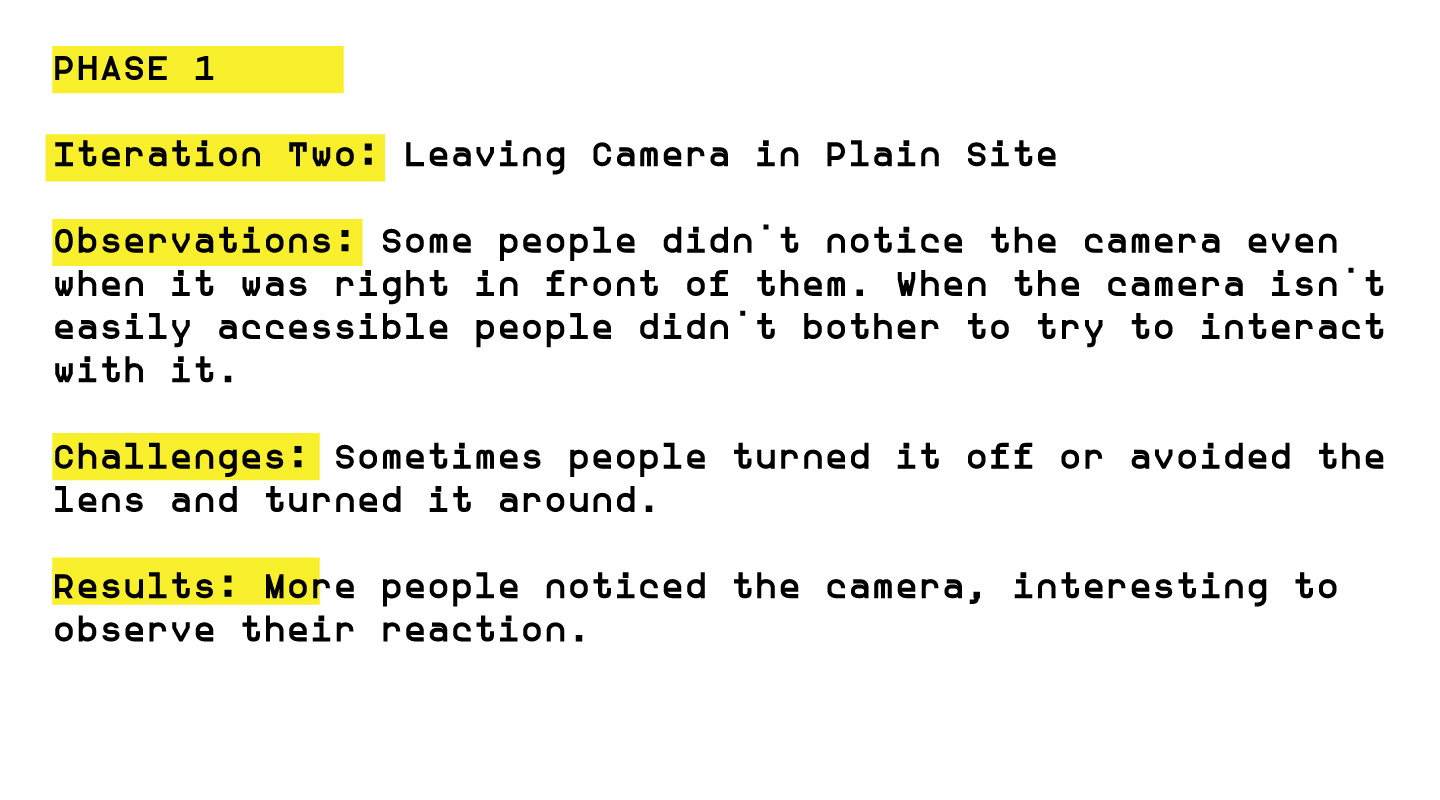 PHASE 1
Iteration Two: Leaving Camera in Plain Site
Observations: Some people didn't notice the camera even
when it was right in front of them. When the camera isn't
easily accessible people didn't bother to try to interact
with it.
Challenges: Sometimes people turned it off or avoided the
lens and turned it around.
Results: More people noticed the camera, interesting to
observe their reaction.